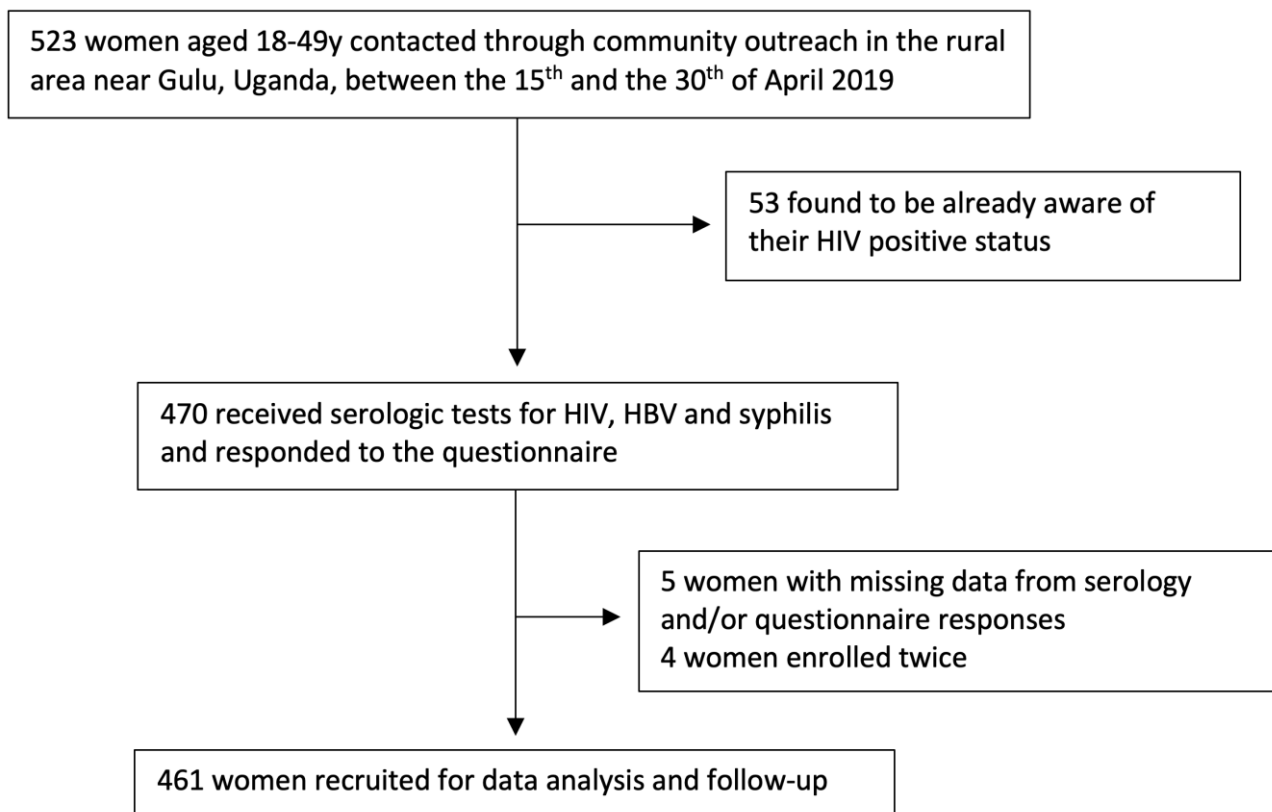 523 women aged 18-49y contacted through community outreach in the rural
area near Gulu, Uganda, between the 15th and the 30th of April 2019
53 found to be already aware of
their HIV positive status
470 received serologic tests for HIV, HBV and syphilis
and responded to the questionnaire
5 women with missing data from serology
and/or questionnaire responses
4 women enrolled twice
461 women recruited for data analysis and follow-up